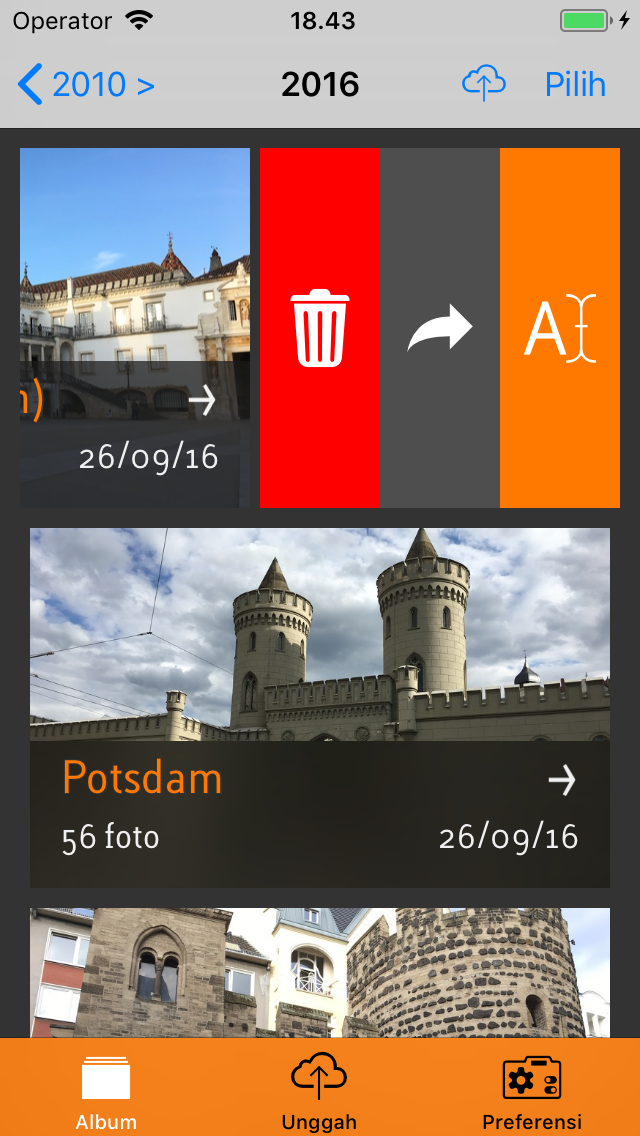 Operator 18.43
2010 > 2016 Pilih
A
26/09/16
Potsdam
56 foto 26/09/16
Album Unggah Preferensi